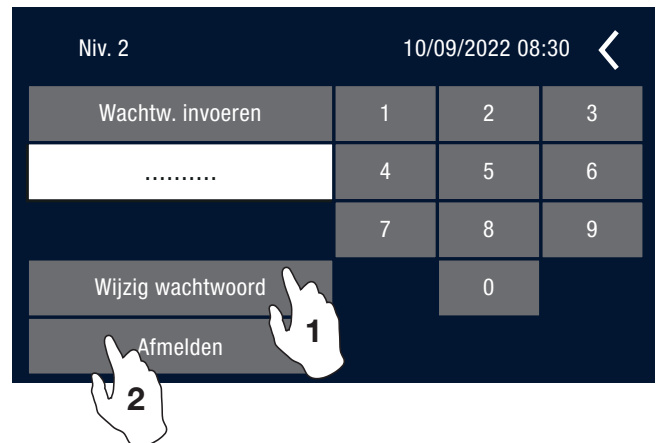 Niv. 2 10/09/2022 08:30
Wachtw. invoeren 1 2 3
.......... 4 5 6
7 8 9
Wijzig wachtwoord 0
1
Afmelden
2